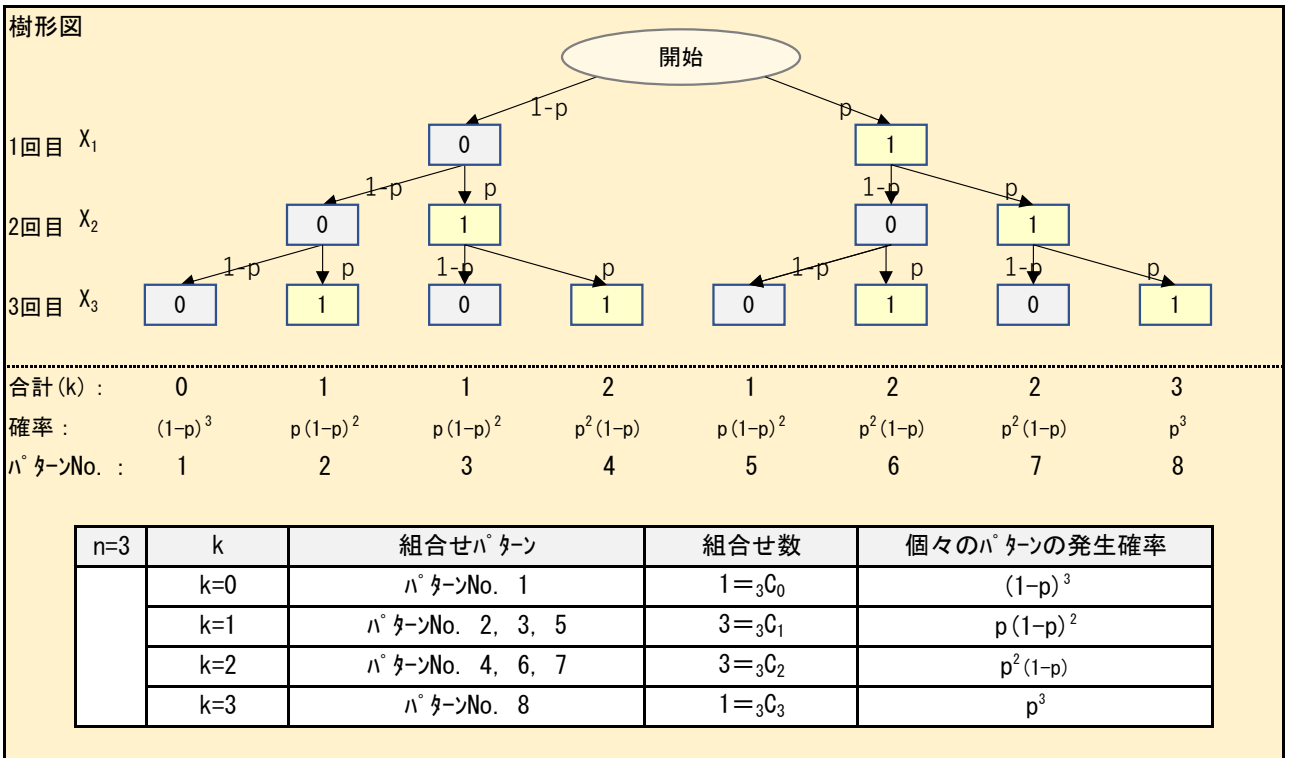 樹形図
開始
1-p p
1回目 X₁ 0 1
1-p p 1-p p
2回目 X₂ 0 1 0 1
1-p p 1-p p 1-p p 1-p p
3回目 X₃ 0 1 0 1 0 1 0 1
合計(k): 0 1 1 2 1 2 2 3
確率: (1-p)³ p(1-p)² p(1-p)² p²(1-p) p(1-p)² p²(1-p) p²(1-p) p³
ﾊﾟﾀｰﾝNo.: 1 2 3 4 5 6 7 8
n=3 k 組合せﾊﾟﾀｰﾝ 組合せ数 個々のﾊﾟﾀｰﾝの発生確率
k=0 ﾊﾟﾀｰﾝNo. 1 1=₃C₀ (1-p)³
k=1 ﾊﾟﾀｰﾝNo. 2, 3, 5 3=₃C₁ p(1-p)²
k=2 ﾊﾟﾀｰﾝNo. 4, 6, 7 3=₃C₂ p²(1-p)
k=3 ﾊﾟﾀｰﾝNo. 8 1=₃C₃ p³